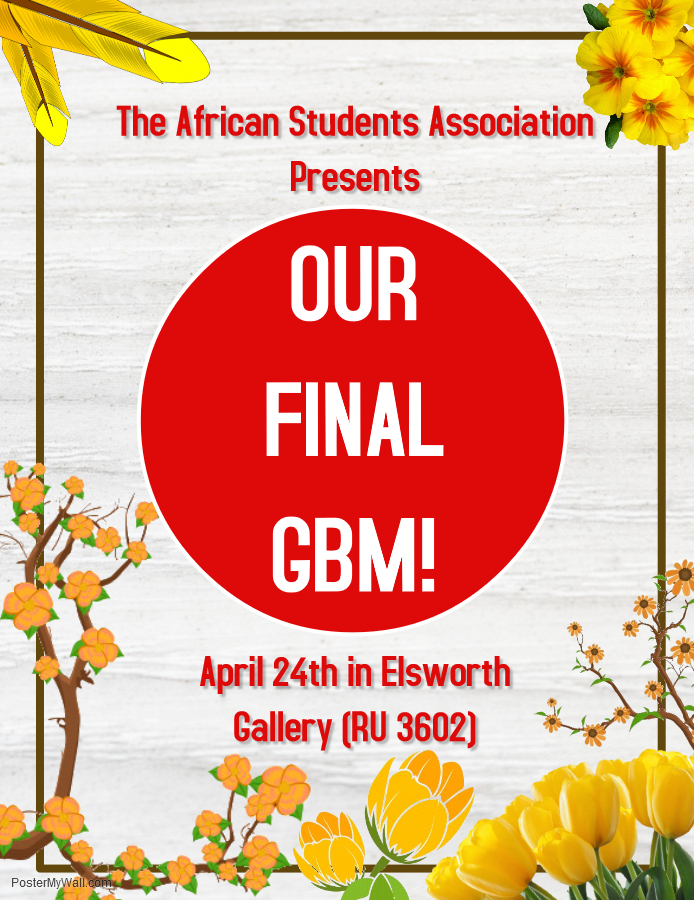 The African Students Association
Presents
OUR
FINAL
GBM!
April 24th in Elsworth
Gallery (RU 3602)
PosterMyWall.com